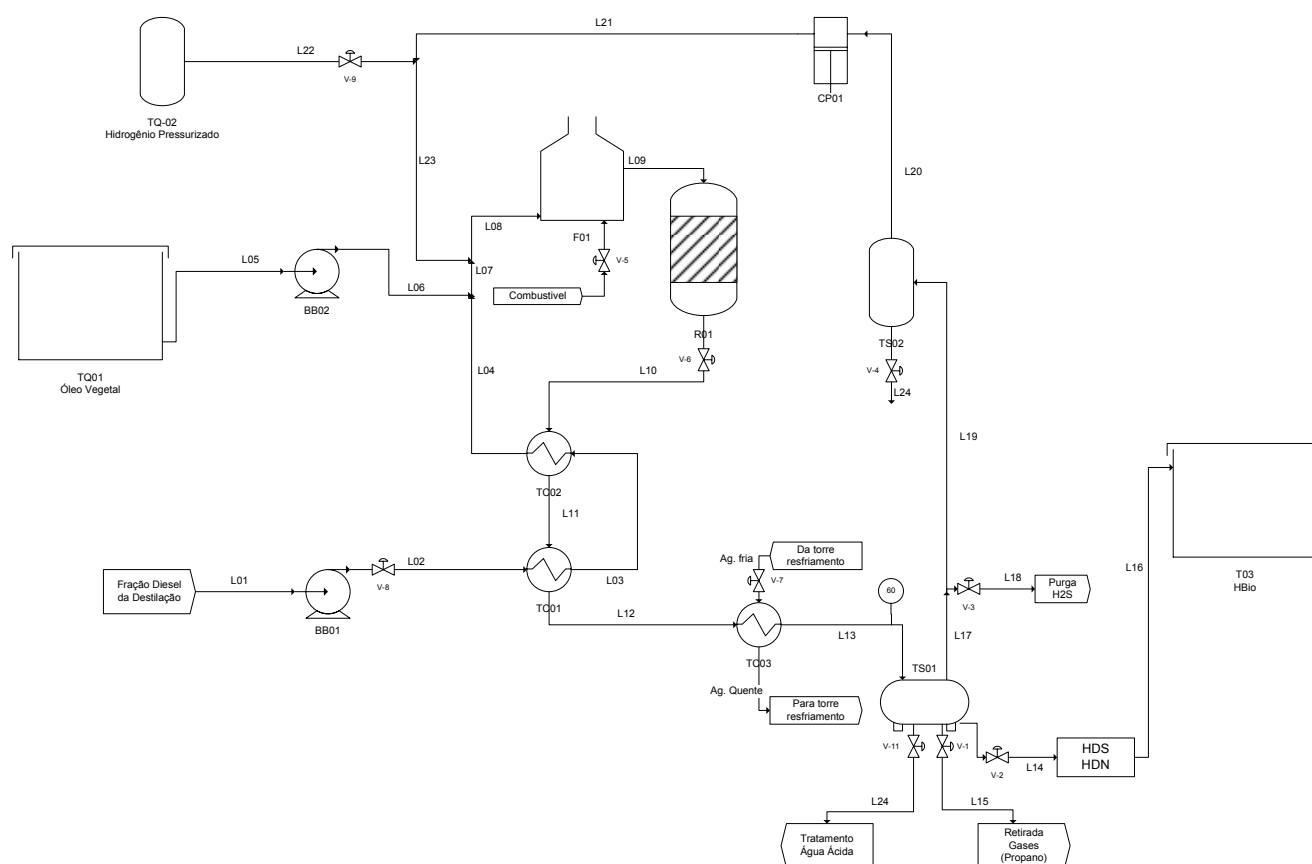 L21
L22
V-9
CP01
TQ-02
Hidrogênio Pressurizado
L23
L09
L20
L08
F01
V-5
L05
L07
L06
Combustivel
BB02
R01
V-6
TS02
V-4
L24
TQ01
Óleo Vegetal
L04
L10
L19
TC02
L11
Fração Diesel
da Destilação
L01
V-8
L02
L03
TC01
BB01
Ag. fria
Da torre
resfriamento
V-7
L12
60
L13
TC03
L18
V-3
Purga
H2S
L17
L16
T03
HBio
TS01
Ag. Quente
Para torre
resfriamento
V-11
V-1
V-2
L14
HDS
HDN
L24
L15
Tratamento
Água Ácida
Retirada
Gases
(Propano)